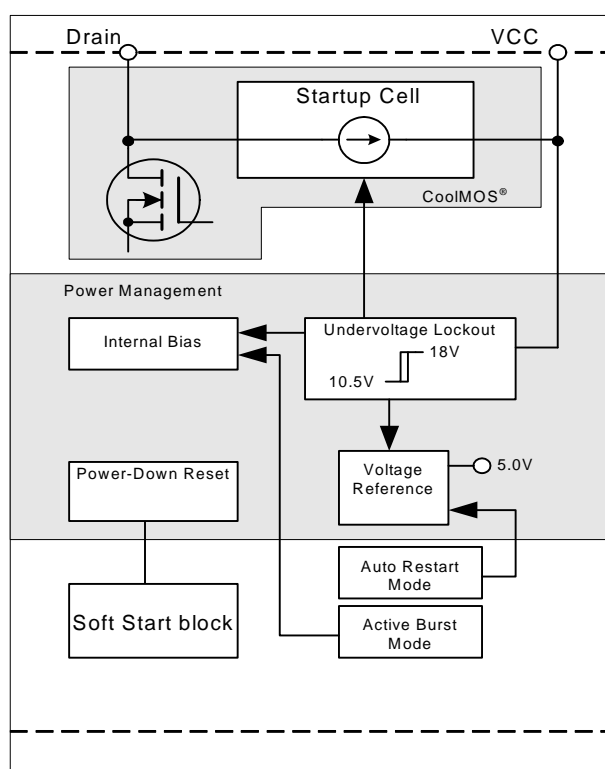 Drain
VCC
Startup Cell
CoolMOS®
Power Management
Internal Bias
Undervoltage Lockout
18V
10.5V
Power-Down Reset
Voltage
Reference
5.0V
Auto Restart
Mode
Soft Start block
Active Burst
Mode